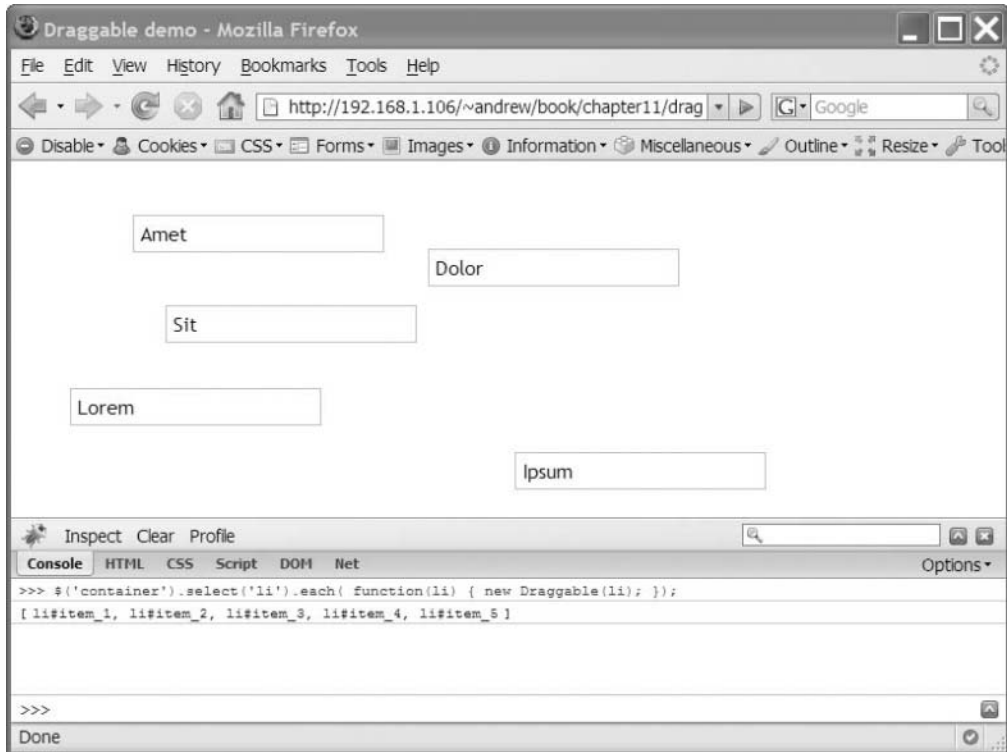 Draggable demo - Mozilla Firefox
File Edit View History Bookmarks Tools Help
http://192.168.1.106/~andrew/book/chapter11/drag G Google
Disable Cookies CSS Forms Images Information Miscellaneous Outline Resize Tool
Amet
Dolor
Sit
Lorem
Ipsum
Inspect Clear Profile
Console HTML CSS Script DOM Net Options
>>> $('container').select('li').each( function(li) { new Draggable(li); });
[ li#item_1, li#item_2, li#item_3, li#item_4, li#item_5 ]
>>>
Done